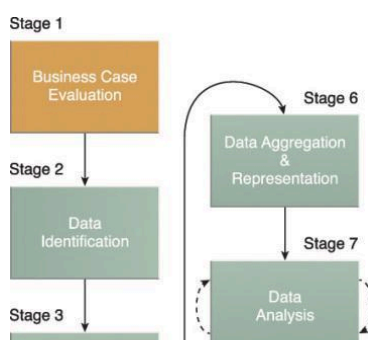 Stage 1
Business Case
Evaluation
Stage 2
Data
Identification
Stage 3
Stage 6
Data Aggregation
&
Representation
Stage 7
Data
Analysis